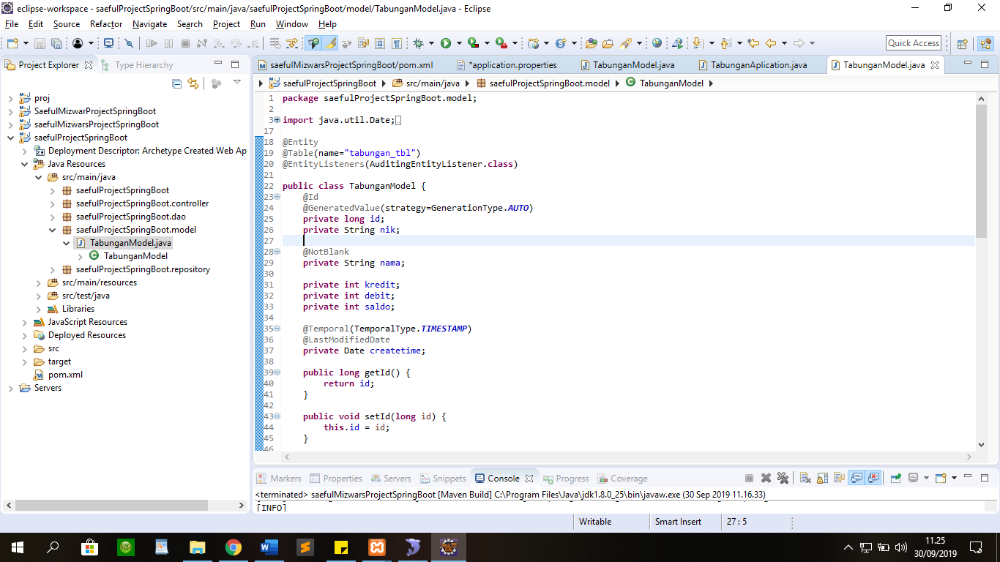 eclipse-workspace - saefulProjectSpringBoot/src/main/java/saefulProjectSpringBoot/model/TabunganModel.java - Eclipse
File Edit Source Refactor Navigate Search Project Run Window Help
Quick Access
Project Explorer Type Hierarchy
proj
SaefulMizwarProjectSpringBoot
saefulMizwarsProjectSpringBoot
saefulProjectSpringBoot
Deployment Descriptor: Archetype Created Web Ap
Java Resources
src/main/java
saefulProjectSpringBoot
saefulProjectSpringBoot.controller
saefulProjectSpringBoot.dao
saefulProjectSpringBoot.model
TabunganModel.java
TabunganModel
saefulProjectSpringBoot.repository
src/main/resources
src/test/java
Libraries
JavaScript Resources
Deployed Resources
src
target
pom.xml
Servers
saefulMizwarsProjectSpringBoot/pom.xml *application.properties TabunganModel.java TabunganAplication.java TabunganModel.java
saefulProjectSpringBoot src/main/java saefulProjectSpringBoot.model TabunganModel
1 package saefulProjectSpringBoot.model;
2
3 import java.util.Date;
17
18 @Entity
19 @Table(name="tabungan_tbl")
20 @EntityListeners(AuditingEntityListener.class)
21
22 public class TabunganModel {
23 @Id
24 @GeneratedValue(strategy=GenerationType.AUTO)
25 private long id;
26 private String nik;
27
28 @NotBlank
29 private String nama;
30
31 private int kredit;
32 private int debit;
33 private int saldo;
34
35 @Temporal(TemporalType.TIMESTAMP)
36 @LastModifiedDate
37 private Date createtime;
38
39 public long getId() {
40 return id;
41 }
42
43 public void setId(long id) {
44 this.id = id;
45 }
46
Markers Properties Servers Snippets Console Progress Coverage
<terminated> saefulMizwarsProjectSpringBoot [Maven Build] C:\Program Files\Java\jdk1.8.0_25\bin\javaw.exe (30 Sep 2019 11.16.33)
[INFO]
Writable Smart Insert 27 : 5
11.25
30/09/2019